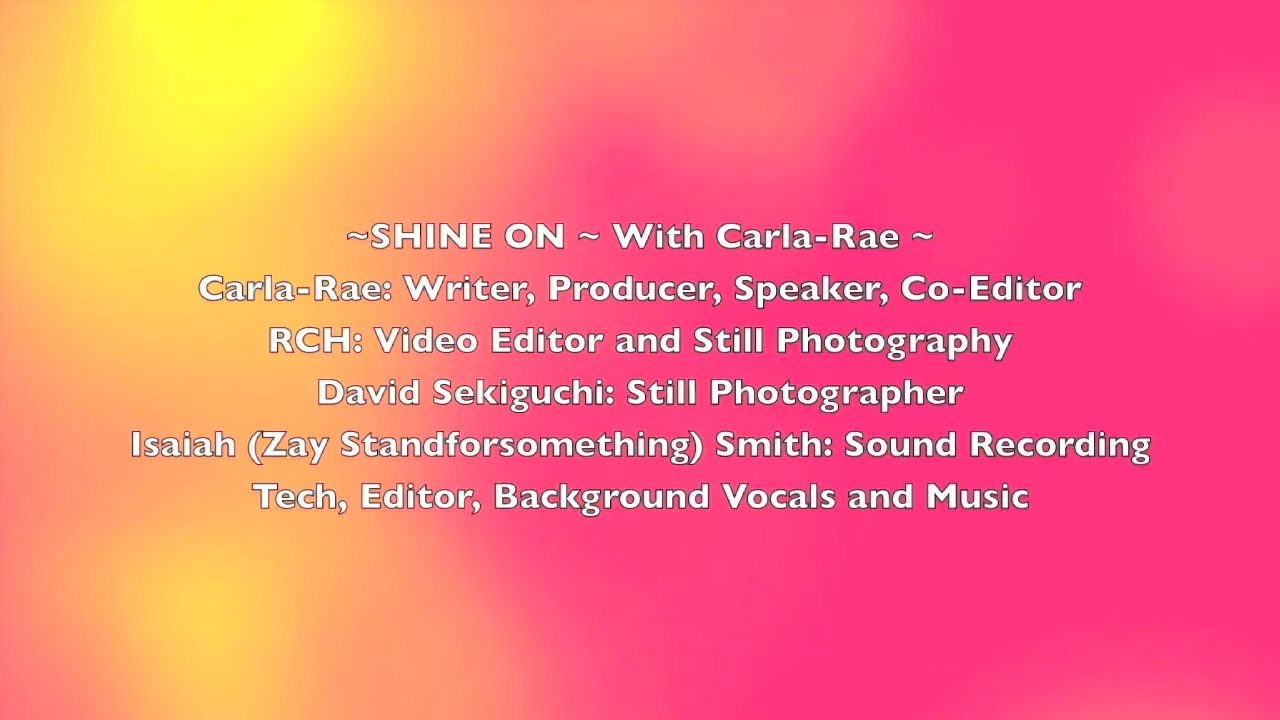 ~SHINE ON ~ With Carla-Rae ~
Carla-Rae: Writer, Producer, Speaker, Co-Editor
RCH: Video Editor and Still Photography
David Sekiguchi: Still Photographer
Isaiah (Zay Standforsomething) Smith: Sound Recording
Tech, Editor, Background Vocals and Music